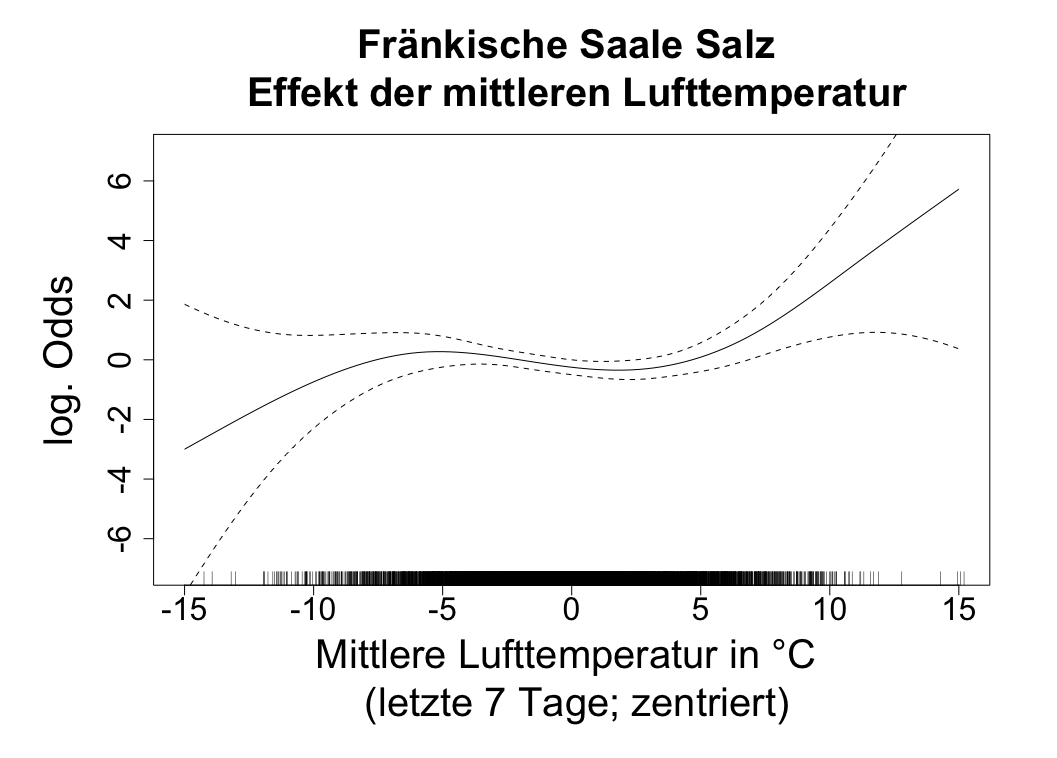 Fränkische Saale Salz
Effekt der mittleren Lufttemperatur
log. Odds
6
4
2
0
-2
-4
-6
-15 -10 -5 0 5 10 15
Mittlere Lufttemperatur in °C
(letzte 7 Tage; zentriert)